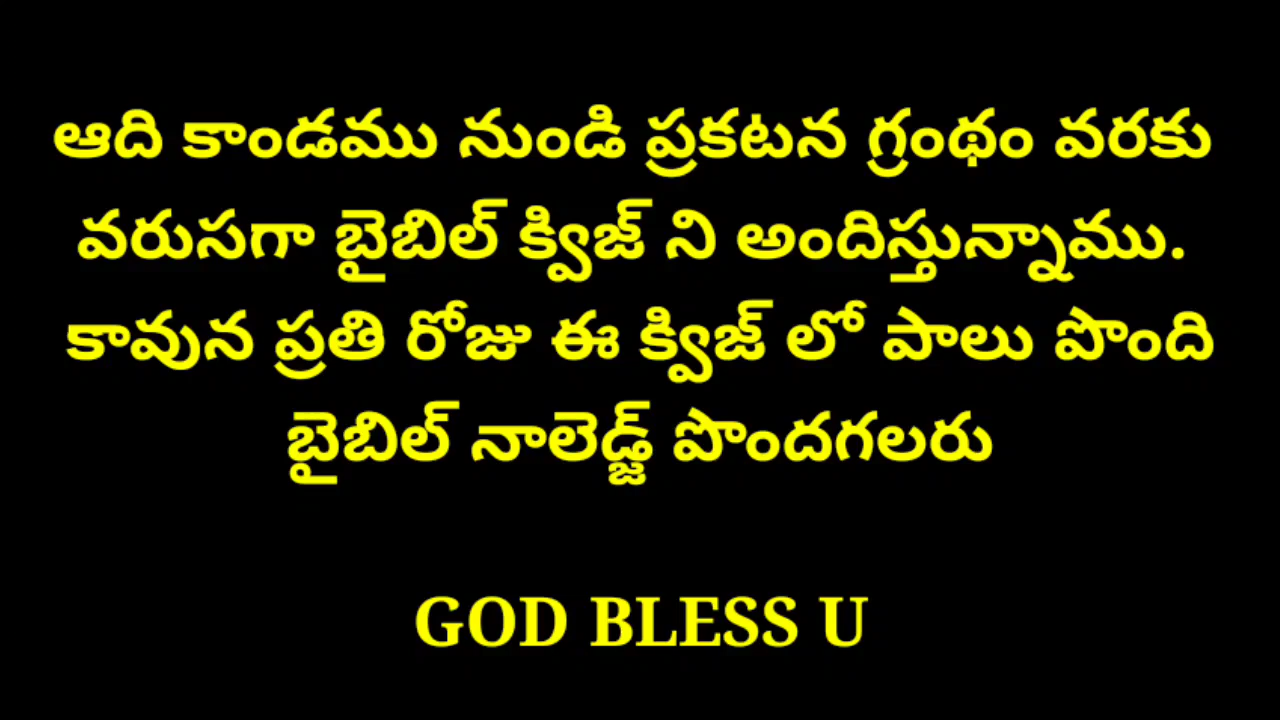 ఆది కాండము నుండి ప్రకటన గ్రంథం వరకు
వరుసగా బైబిల్ క్విజ్ ని అందిస్తున్నాము.
కావున ప్రతి రోజు ఈ క్విజ్ లో పాలు పొంది
బైబిల్ నాలెడ్జ్ పొందగలరు
GOD BLESS U